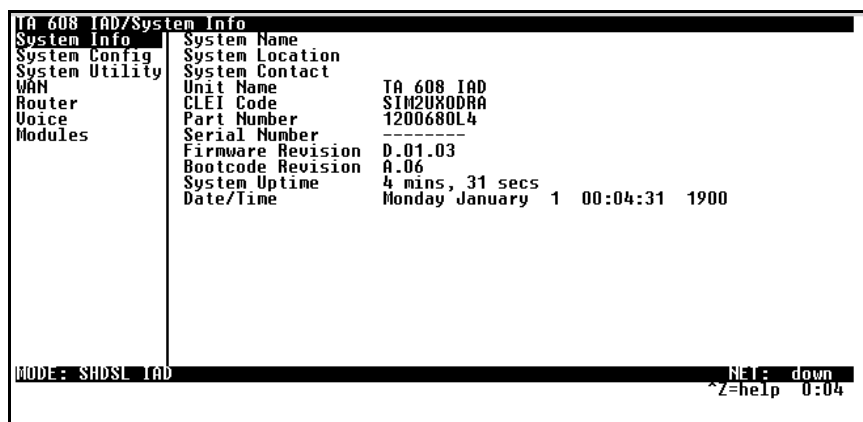 TA 608 IAD/System Info
System Info System Name
System Config System Location
System Utility System Contact
WAN Unit Name TA 608 IAD
Router CLEI Code SIM2UX0DRA
Voice Part Number 1200680L4
Modules Serial Number --------
Firmware Revision D.01.03
Bootcode Revision A.06
System Uptime 4 mins, 31 secs
Date/Time Monday January 1 00:04:31 1900
MODE: SHDSL IAD NET: down
^Z=help 0:04